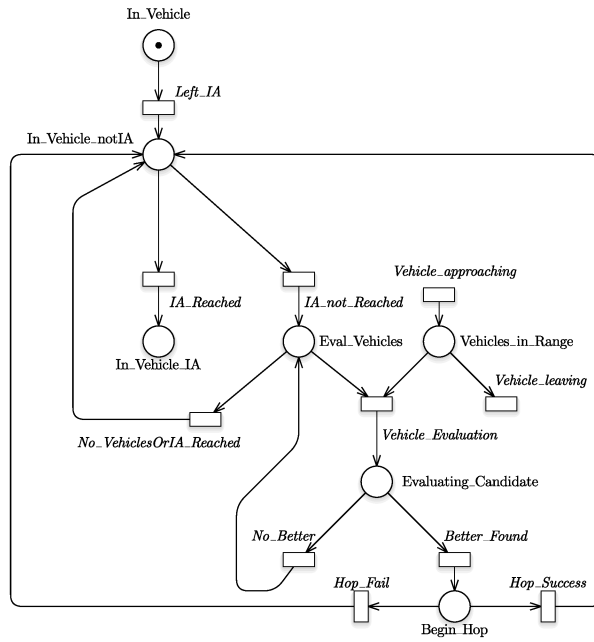 In_Vehicle
Left_IA
In_Vehicle_notIA
Vehicle_approaching
IA_Reached
IA_not_Reached
Eval_Vehicles
Vehicles_in_Range
In_Vehicle_IA
Vehicle_leaving
No_VehiclesOrIA_Reached
Vehicle_Evaluation
Evaluating_Candidate
No_Better
Better_Found
Hop_Fail
Hop_Success
Begin_Hop